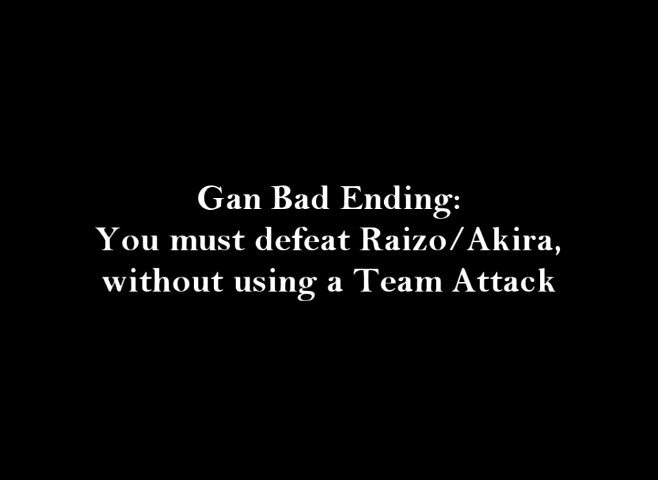 Gan Bad Ending:
You must defeat Raizo/Akira,
without using a Team Attack